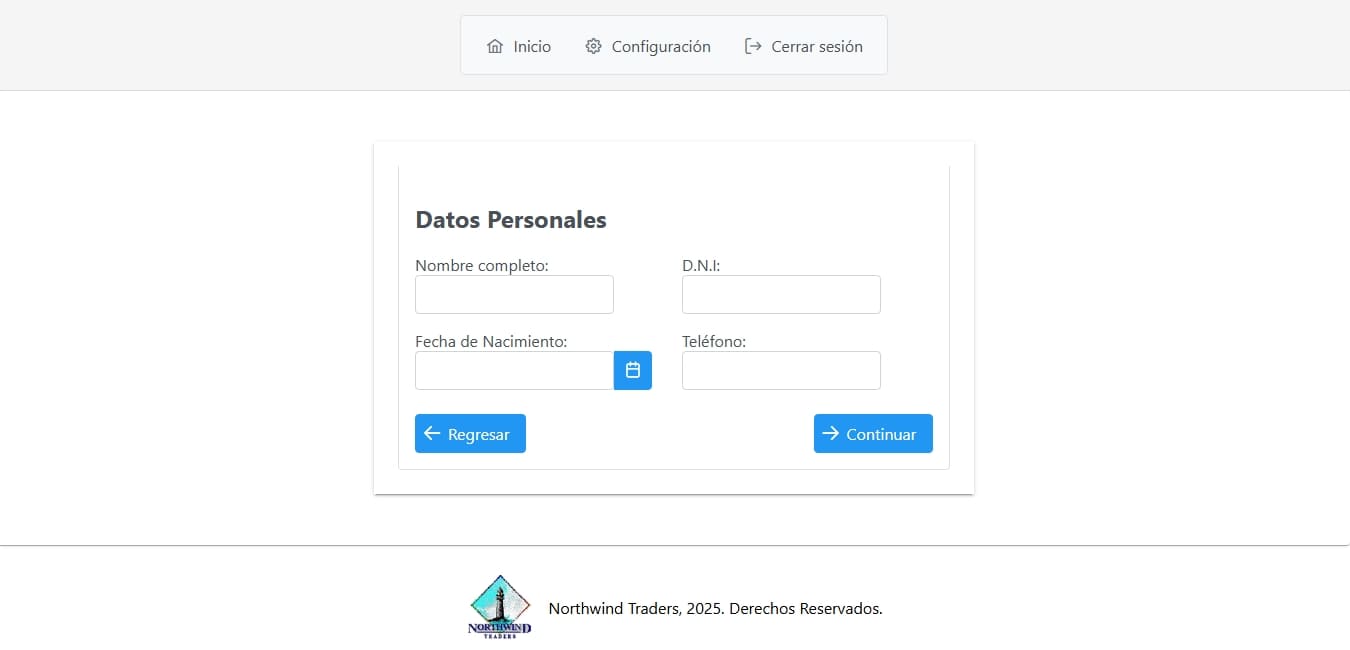 Inicio
Configuración
Cerrar sesión
Datos Personales
Nombre completo:
D.N.I:
Fecha de Nacimiento:
Teléfono:
Regresar
Continuar
NORTHWIND
TRADERS
Northwind Traders, 2025. Derechos Reservados.